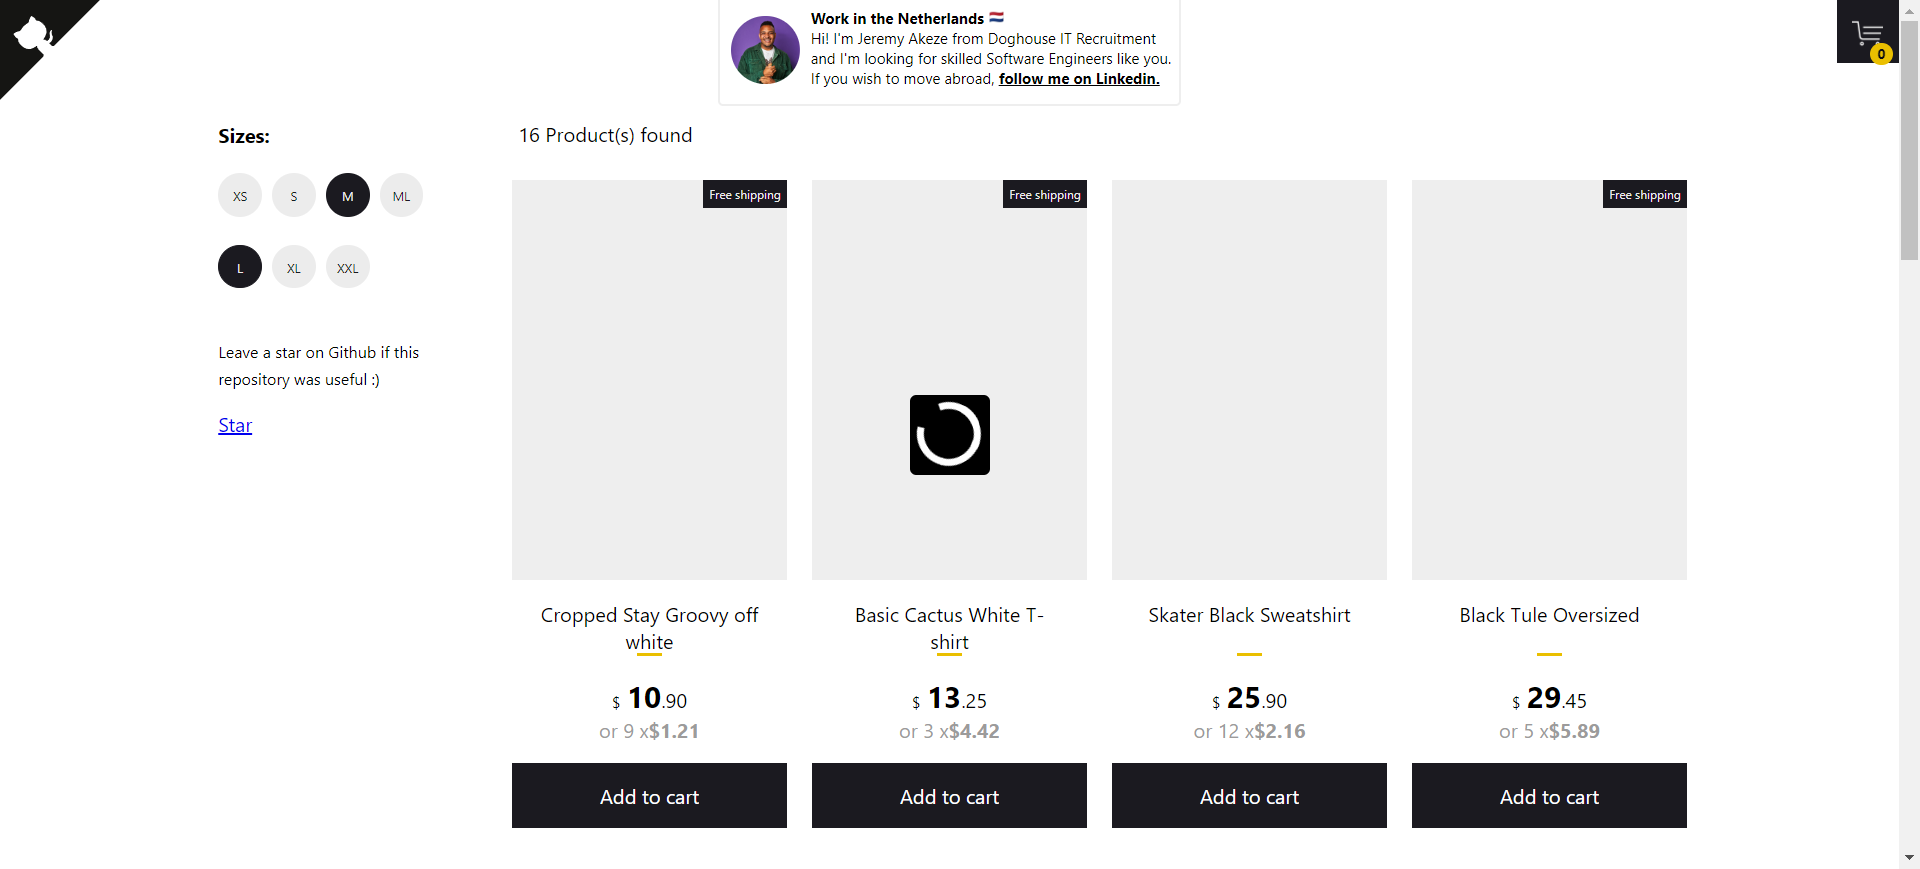 Work in the Netherlands 🇳🇱
Hi! I'm Jeremy Akeze from Doghouse IT Recruitment
and I'm looking for skilled Software Engineers like you.
If you wish to move abroad, follow me on Linkedin.
0
Sizes:
XS S M ML
L XL XXL
Leave a star on Github if this
repository was useful :)
Star
16 Product(s) found
Free shipping
Cropped Stay Groovy off
white
$ 10.90
or 9 x$1.21
Add to cart
Free shipping
Basic Cactus White T-
shirt
$ 13.25
or 3 x$4.42
Add to cart
Skater Black Sweatshirt
$ 25.90
or 12 x$2.16
Add to cart
Free shipping
Black Tule Oversized
$ 29.45
or 5 x$5.89
Add to cart